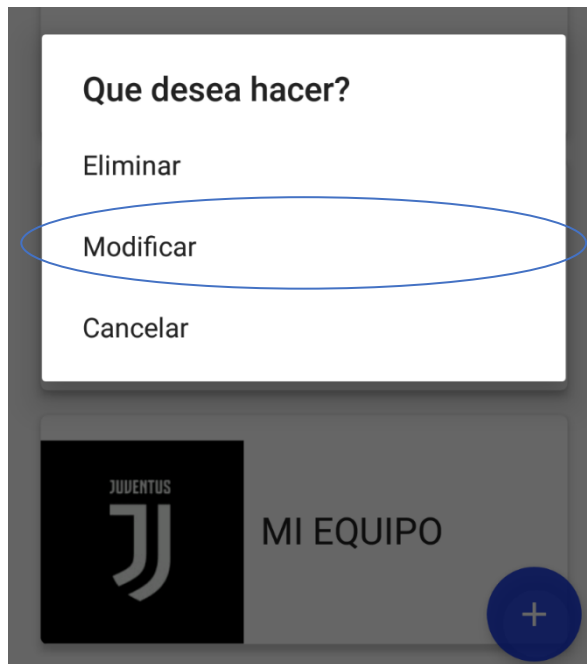 Que desea hacer?
Eliminar
Modificar
Cancelar
JUVENTUS
MI EQUIPO
+